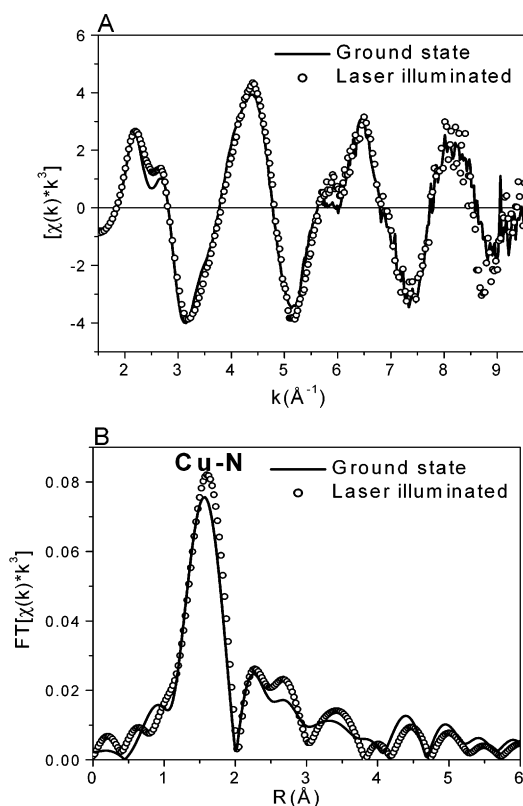 A
6
4
2
0
-2
-4
2 3 4 5 6 7 8 9
[χ(k)*k³]
k(Å⁻¹)
Ground state
Laser illuminated
B
Cu-N
Ground state
Laser illuminated
0.08
0.06
0.04
0.02
0.00
0 1 2 3 4 5 6
FT[χ(k)*k³]
R(Å)